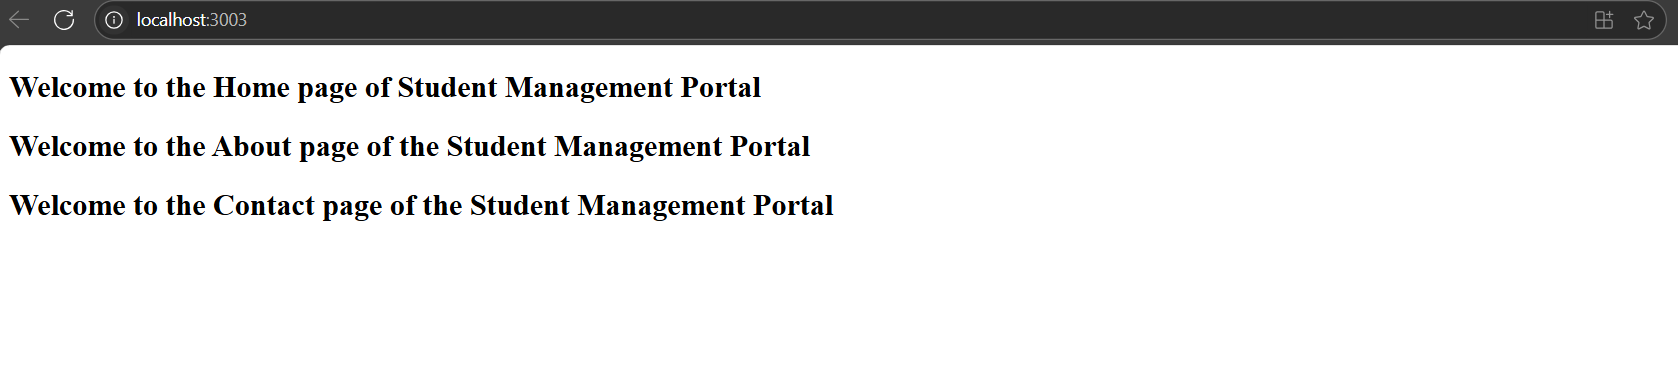 localhost:3003
Welcome to the Home page of Student Management Portal
Welcome to the About page of the Student Management Portal
Welcome to the Contact page of the Student Management Portal